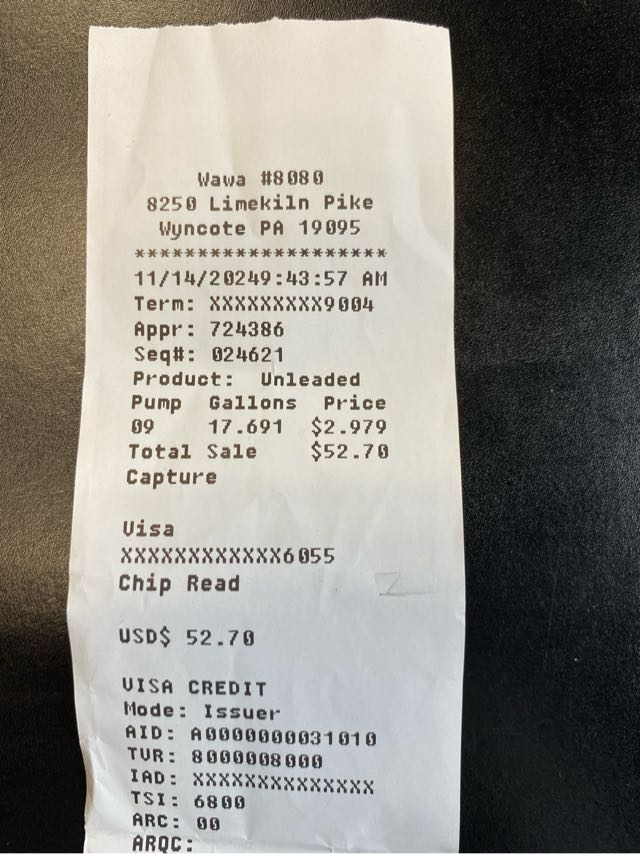 Wawa #8080
8250 Limekiln Pike
Wyncote PA 19095
********************
11/14/20249:43:57 AM
Term: XXXXXXXXX9004
Appr: 724386
Seq#: 024621
Product: Unleaded
Pump Gallons Price
09 17.691 $2.979
Total Sale $52.70
Capture
Visa
XXXXXXXXXXXX6055
Chip Read
USD$ 52.70
VISA CREDIT
Mode: Issuer
AID: A0000000031010
TVR: 8000008000
IAD: XXXXXXXXXXXXXX
TSI: 6800
ARC: 00
ARQC: